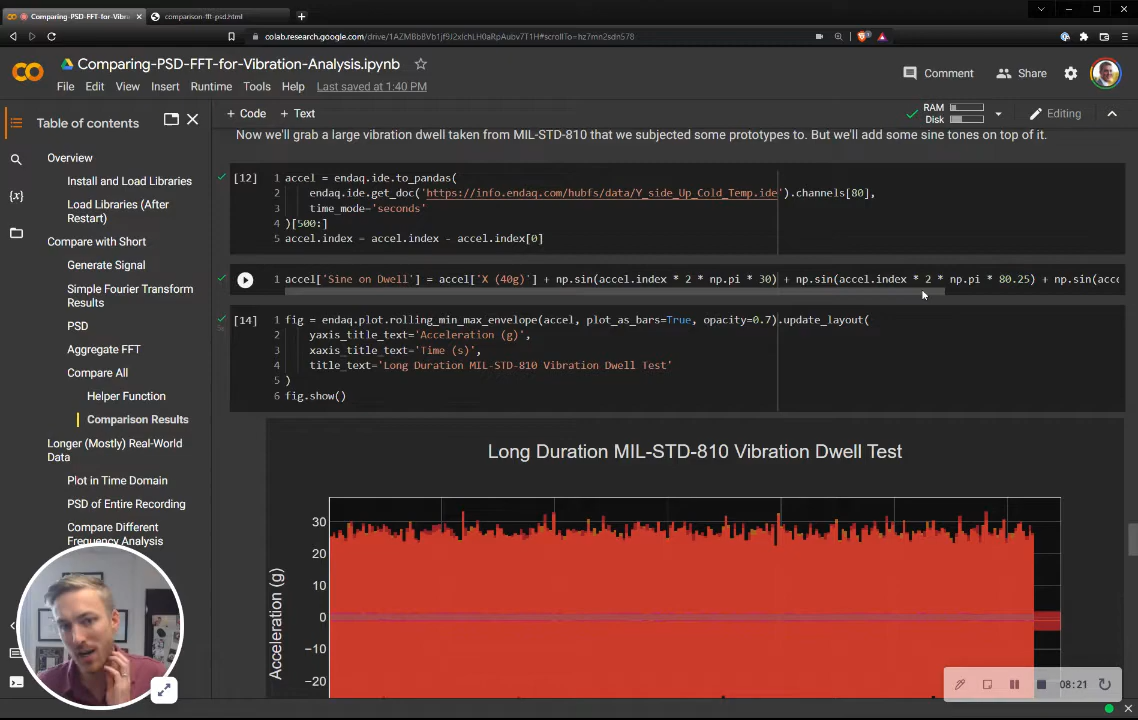 Comparing-PSD-FFT-for-Vibra
comparison-fft-psd.html
colab.research.google.com/drive/1AZMBbBVb1jf9J2xlchLH0aRpAubv7T1H#scrollTo=hz7mn2sdn578
Comparing-PSD-FFT-for-Vibration-Analysis.ipynb
Comment
Share
File Edit View Insert Runtime Tools Help Last saved at 1:40 PM
+ Code + Text
RAM
Disk
Editing
Table of contents
Overview
Install and Load Libraries
Load Libraries (After
Restart)
Compare with Short
Generate Signal
Simple Fourier Transform
Results
PSD
Aggregate FFT
Compare All
Helper Function
Comparison Results
Longer (Mostly) Real-World
Data
Plot in Time Domain
PSD of Entire Recording
Compare Different
Frequency Analysis
Now we'll grab a large vibration dwell taken from MIL-STD-810 that we subjected some prototypes to. But we'll add some sine tones on top of it.
[12]
1 accel = endaq.ide.to_pandas(
2 endaq.ide.get_doc('https://info.endaq.com/hubfs/data/Y_side_Up_Cold_Temp.ide').channels[80],
3 time_mode='seconds'
4 )[500:]
5 accel.index = accel.index - accel.index[0]
1 accel['Sine on Dwell'] = accel['X (40g)'] + np.sin(accel.index * 2 * np.pi * 30) + np.sin(accel.index * 2 * np.pi * 80.25) + np.sin(acce
[14]
1 fig = endaq.plot.rolling_min_max_envelope(accel, plot_as_bars=True, opacity=0.7).update_layout(
2 yaxis_title_text='Acceleration (g)',
3 xaxis_title_text='Time (s)',
4 title_text='Long Duration MIL-STD-810 Vibration Dwell Test'
5 )
6 fig.show()
Long Duration MIL-STD-810 Vibration Dwell Test
Acceleration (g)
30
20
10
0
−10
−20
08:21